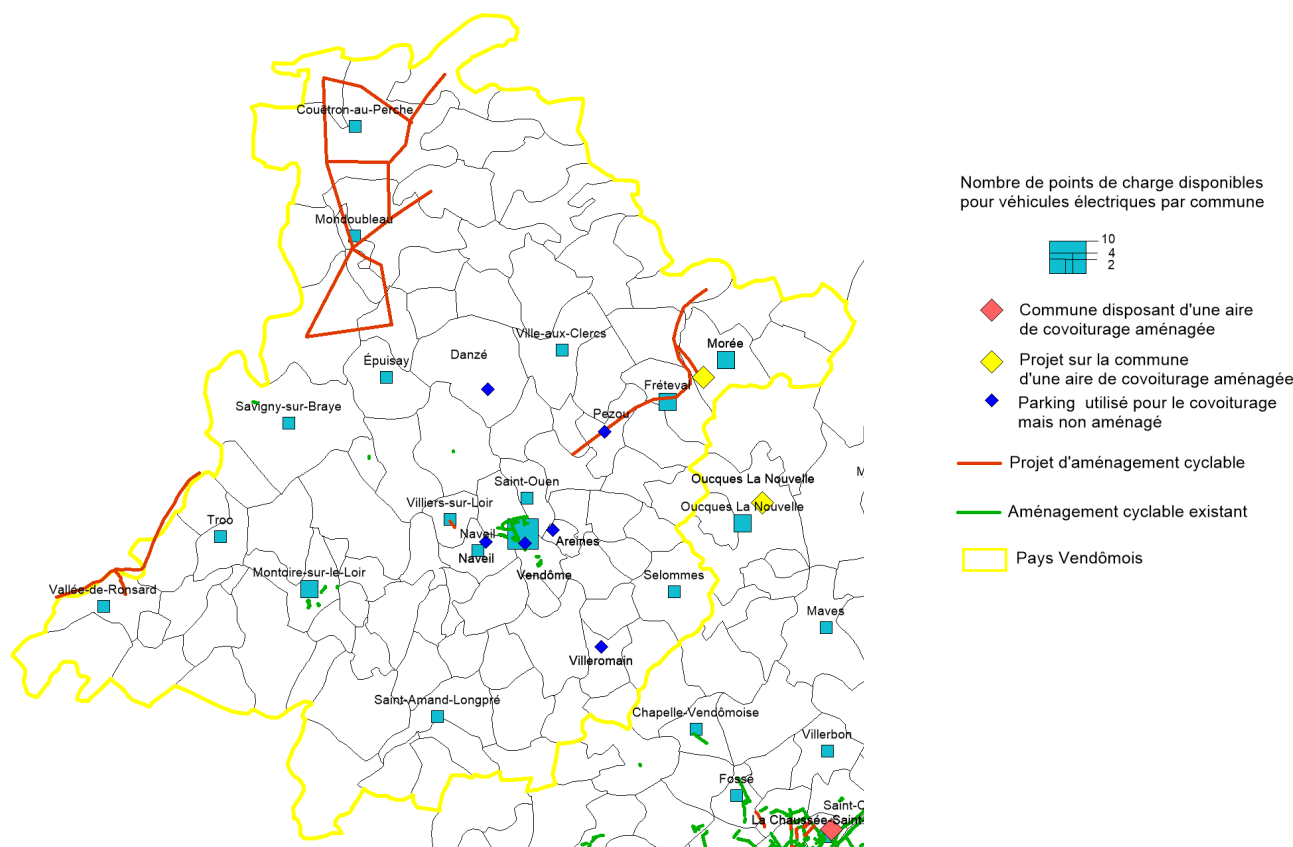 Couëtron-au-Perche
Mondoubleau
Ville-aux-Clercs
Danzé
Épuisay
Morée
Fréteval
Savigny-sur-Braye
Pezou
Saint-Ouen
Oucques La Nouvelle
Oucques La Nouvelle
Villiers-sur-Loir
Troo
Naveil
Naveil
Areines
Vendôme
Montoire-sur-le-Loir
Selommes
Vallée-de-Ronsard
Maves
Villeromain
Saint-Amand-Longpré
Chapelle-Vendômoise
Villerbon
Fossé
Saint-
La Chaussée-Saint-
Nombre de points de charge disponibles
pour véhicules électriques par commune
10
4
2
Commune disposant d'une aire
de covoiturage aménagée
Projet sur la commune
d'une aire de covoiturage aménagée
Parking utilisé pour le covoiturage
mais non aménagé
Projet d'aménagement cyclable
Aménagement cyclable existant
Pays Vendômois